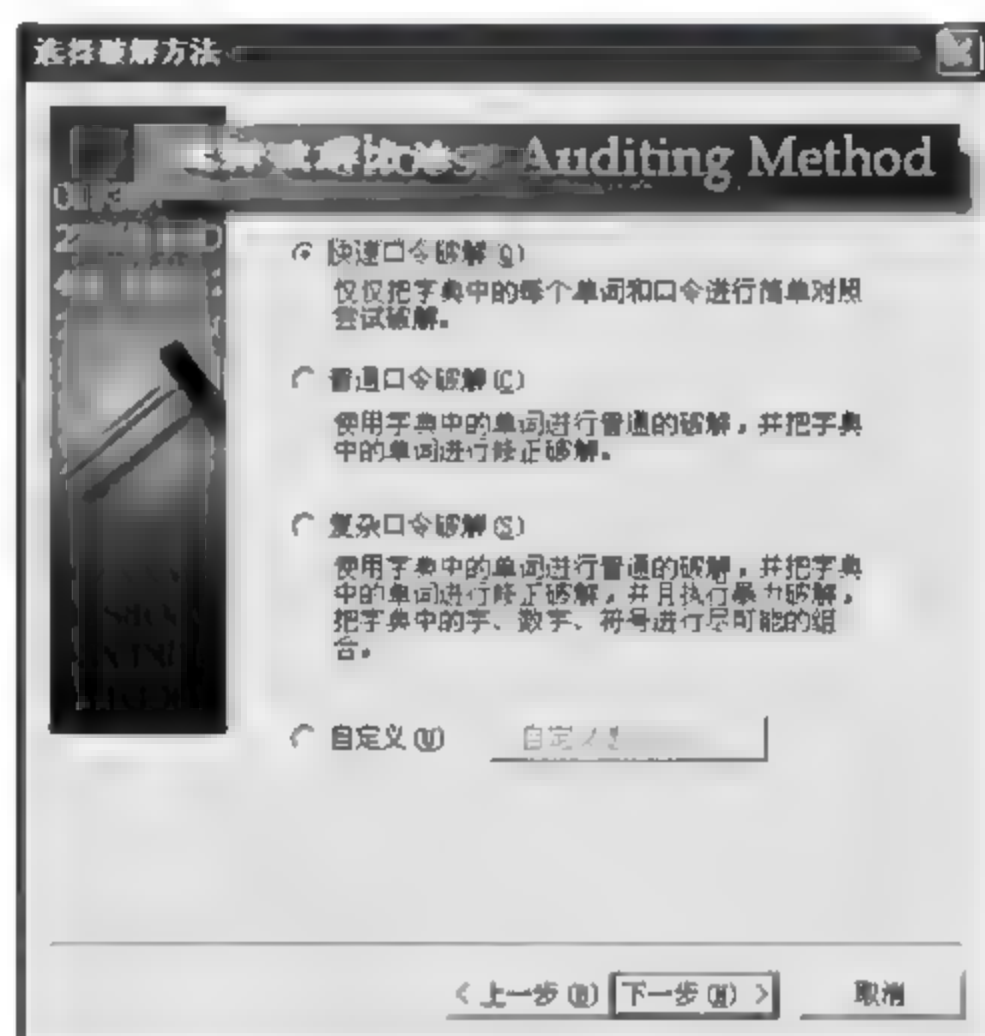 选择破解方法
Choose Auditing Method
快速口令破解(Q)
仅仅把字典中的每个单词和口令进行简单对照
尝试破解。
普通口令破解(C)
使用字典中的单词进行普通的破解，并把字典
中的单词进行修正破解。
复杂口令破解(S)
使用字典中的单词进行普通的破解，并把字典
中的单词进行修正破解，并且执行暴力破解，
把字典中的字、数字、符号进行尽可能的组
合。
自定义(U)
自定义
< 上一步(B)
下一步(N) >
取消